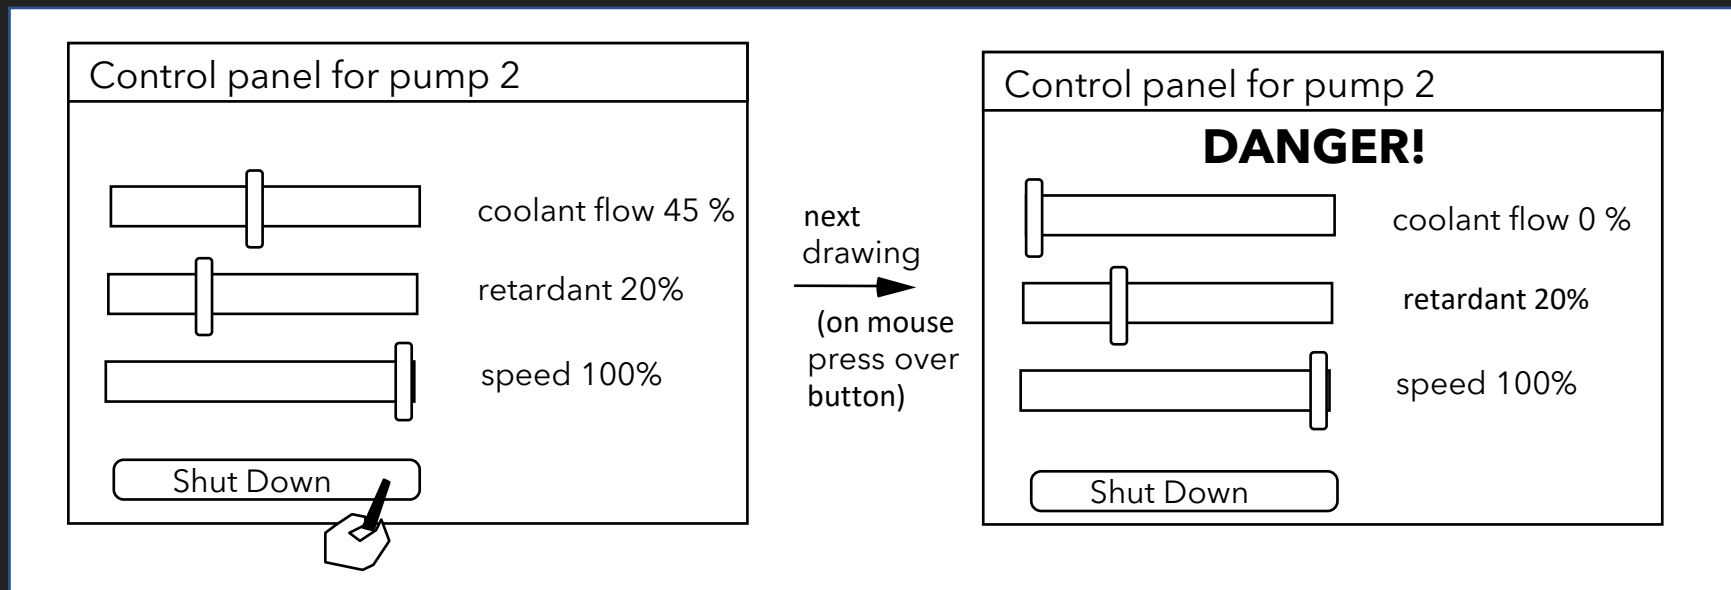 Control panel for pump 2
coolant flow 45 %
retardant 20%
speed 100%
Shut Down
next
drawing
(on mouse
press over
button)
Control panel for pump 2
DANGER!
coolant flow 0 %
retardant 20%
speed 100%
Shut Down